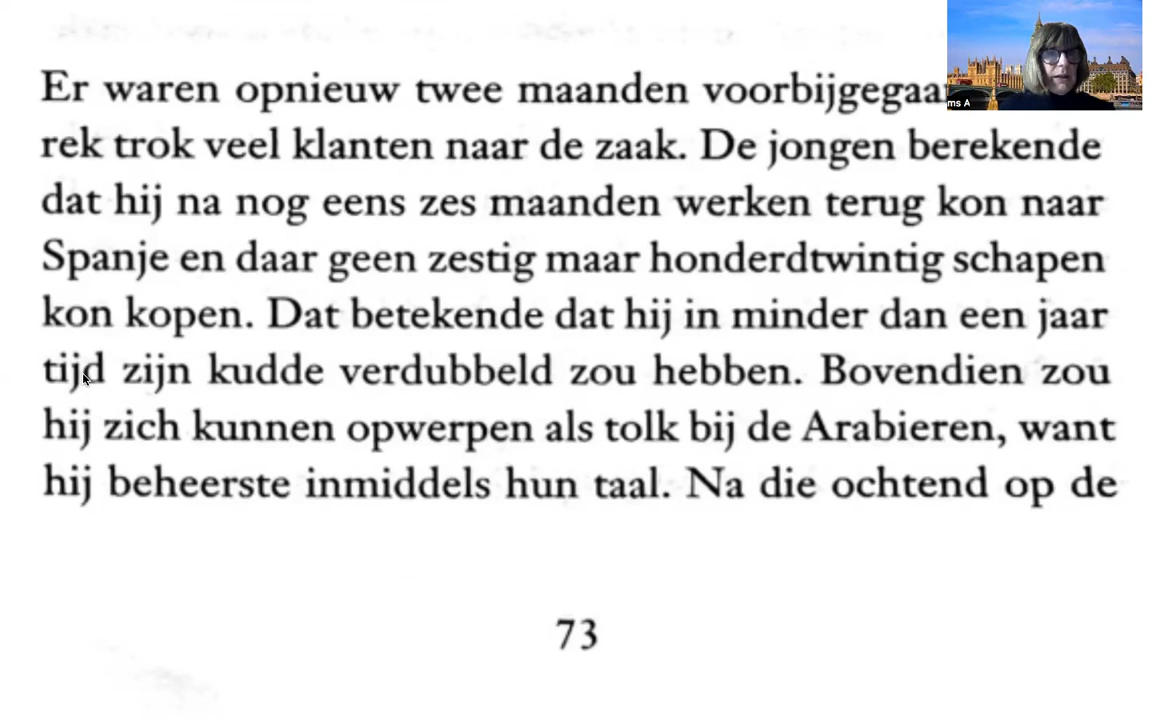 Er waren opnieuw twee maanden voorbijgegaa
ms A
rek trok veel klanten naar de zaak. De jongen berekende
dat hij na nog eens zes maanden werken terug kon naar
Spanje en daar geen zestig maar honderdtwintig schapen
kon kopen. Dat betekende dat hij in minder dan een jaar
tijd zijn kudde verdubbeld zou hebben. Bovendien zou
hij zich kunnen opwerpen als tolk bij de Arabieren, want
hij beheerste inmiddels hun taal. Na die ochtend op de
73